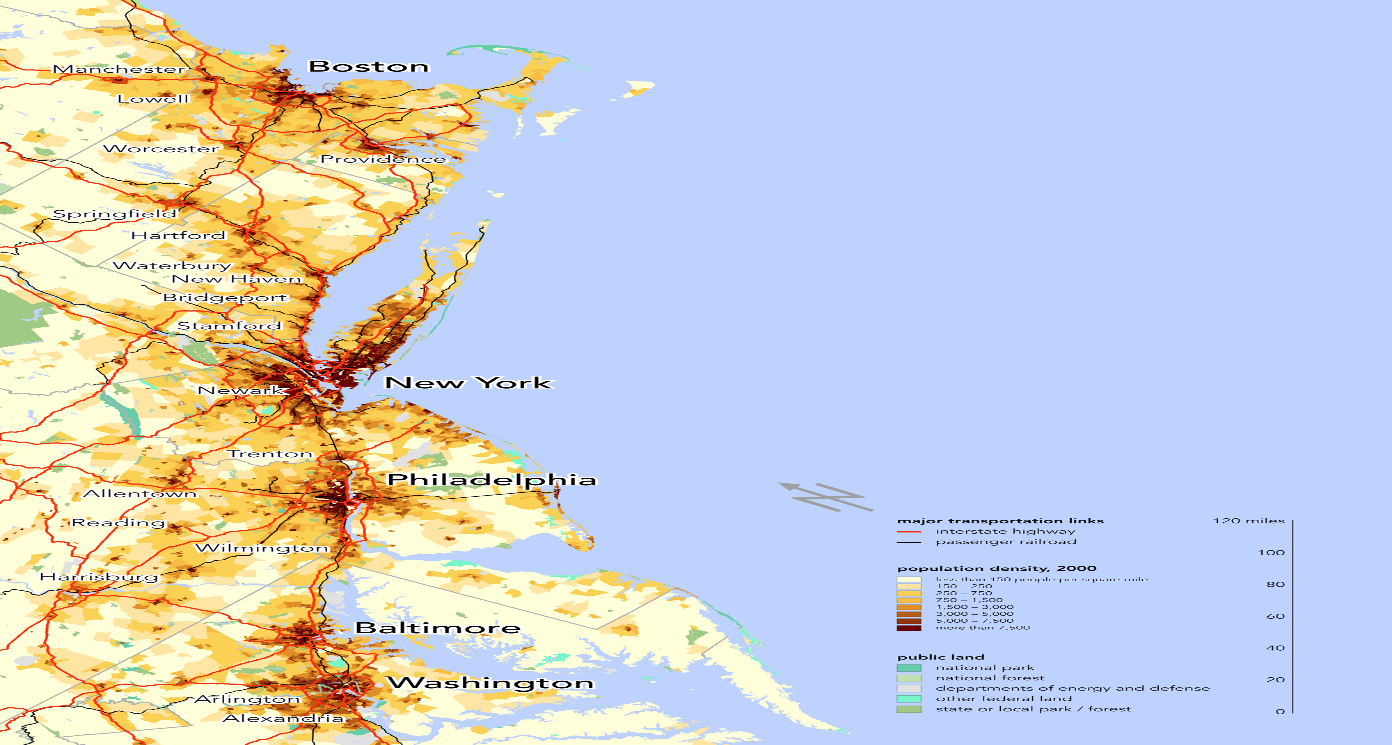 Boston
Manchester
Lowell
Worcester
Providence
Springfield
Hartford
Waterbury
New Haven
Bridgeport
Stamford
New York
Newark
Trenton
Philadelphia
Allentown
Reading
Wilmington
Harrisburg
Baltimore
Washington
Arlington
Alexandria
major transportation links
interstate highway
passenger railroad
population density, 2000
less than 150 people per square mile
150 – 250
250 – 750
750 – 1,500
1,500 – 3,000
3,000 – 5,000
5,000 – 7,500
more than 7,500
public land
national park
national forest
departments of energy and defense
other federal land
state or local park / forest
120 miles
100
80
60
40
20
0